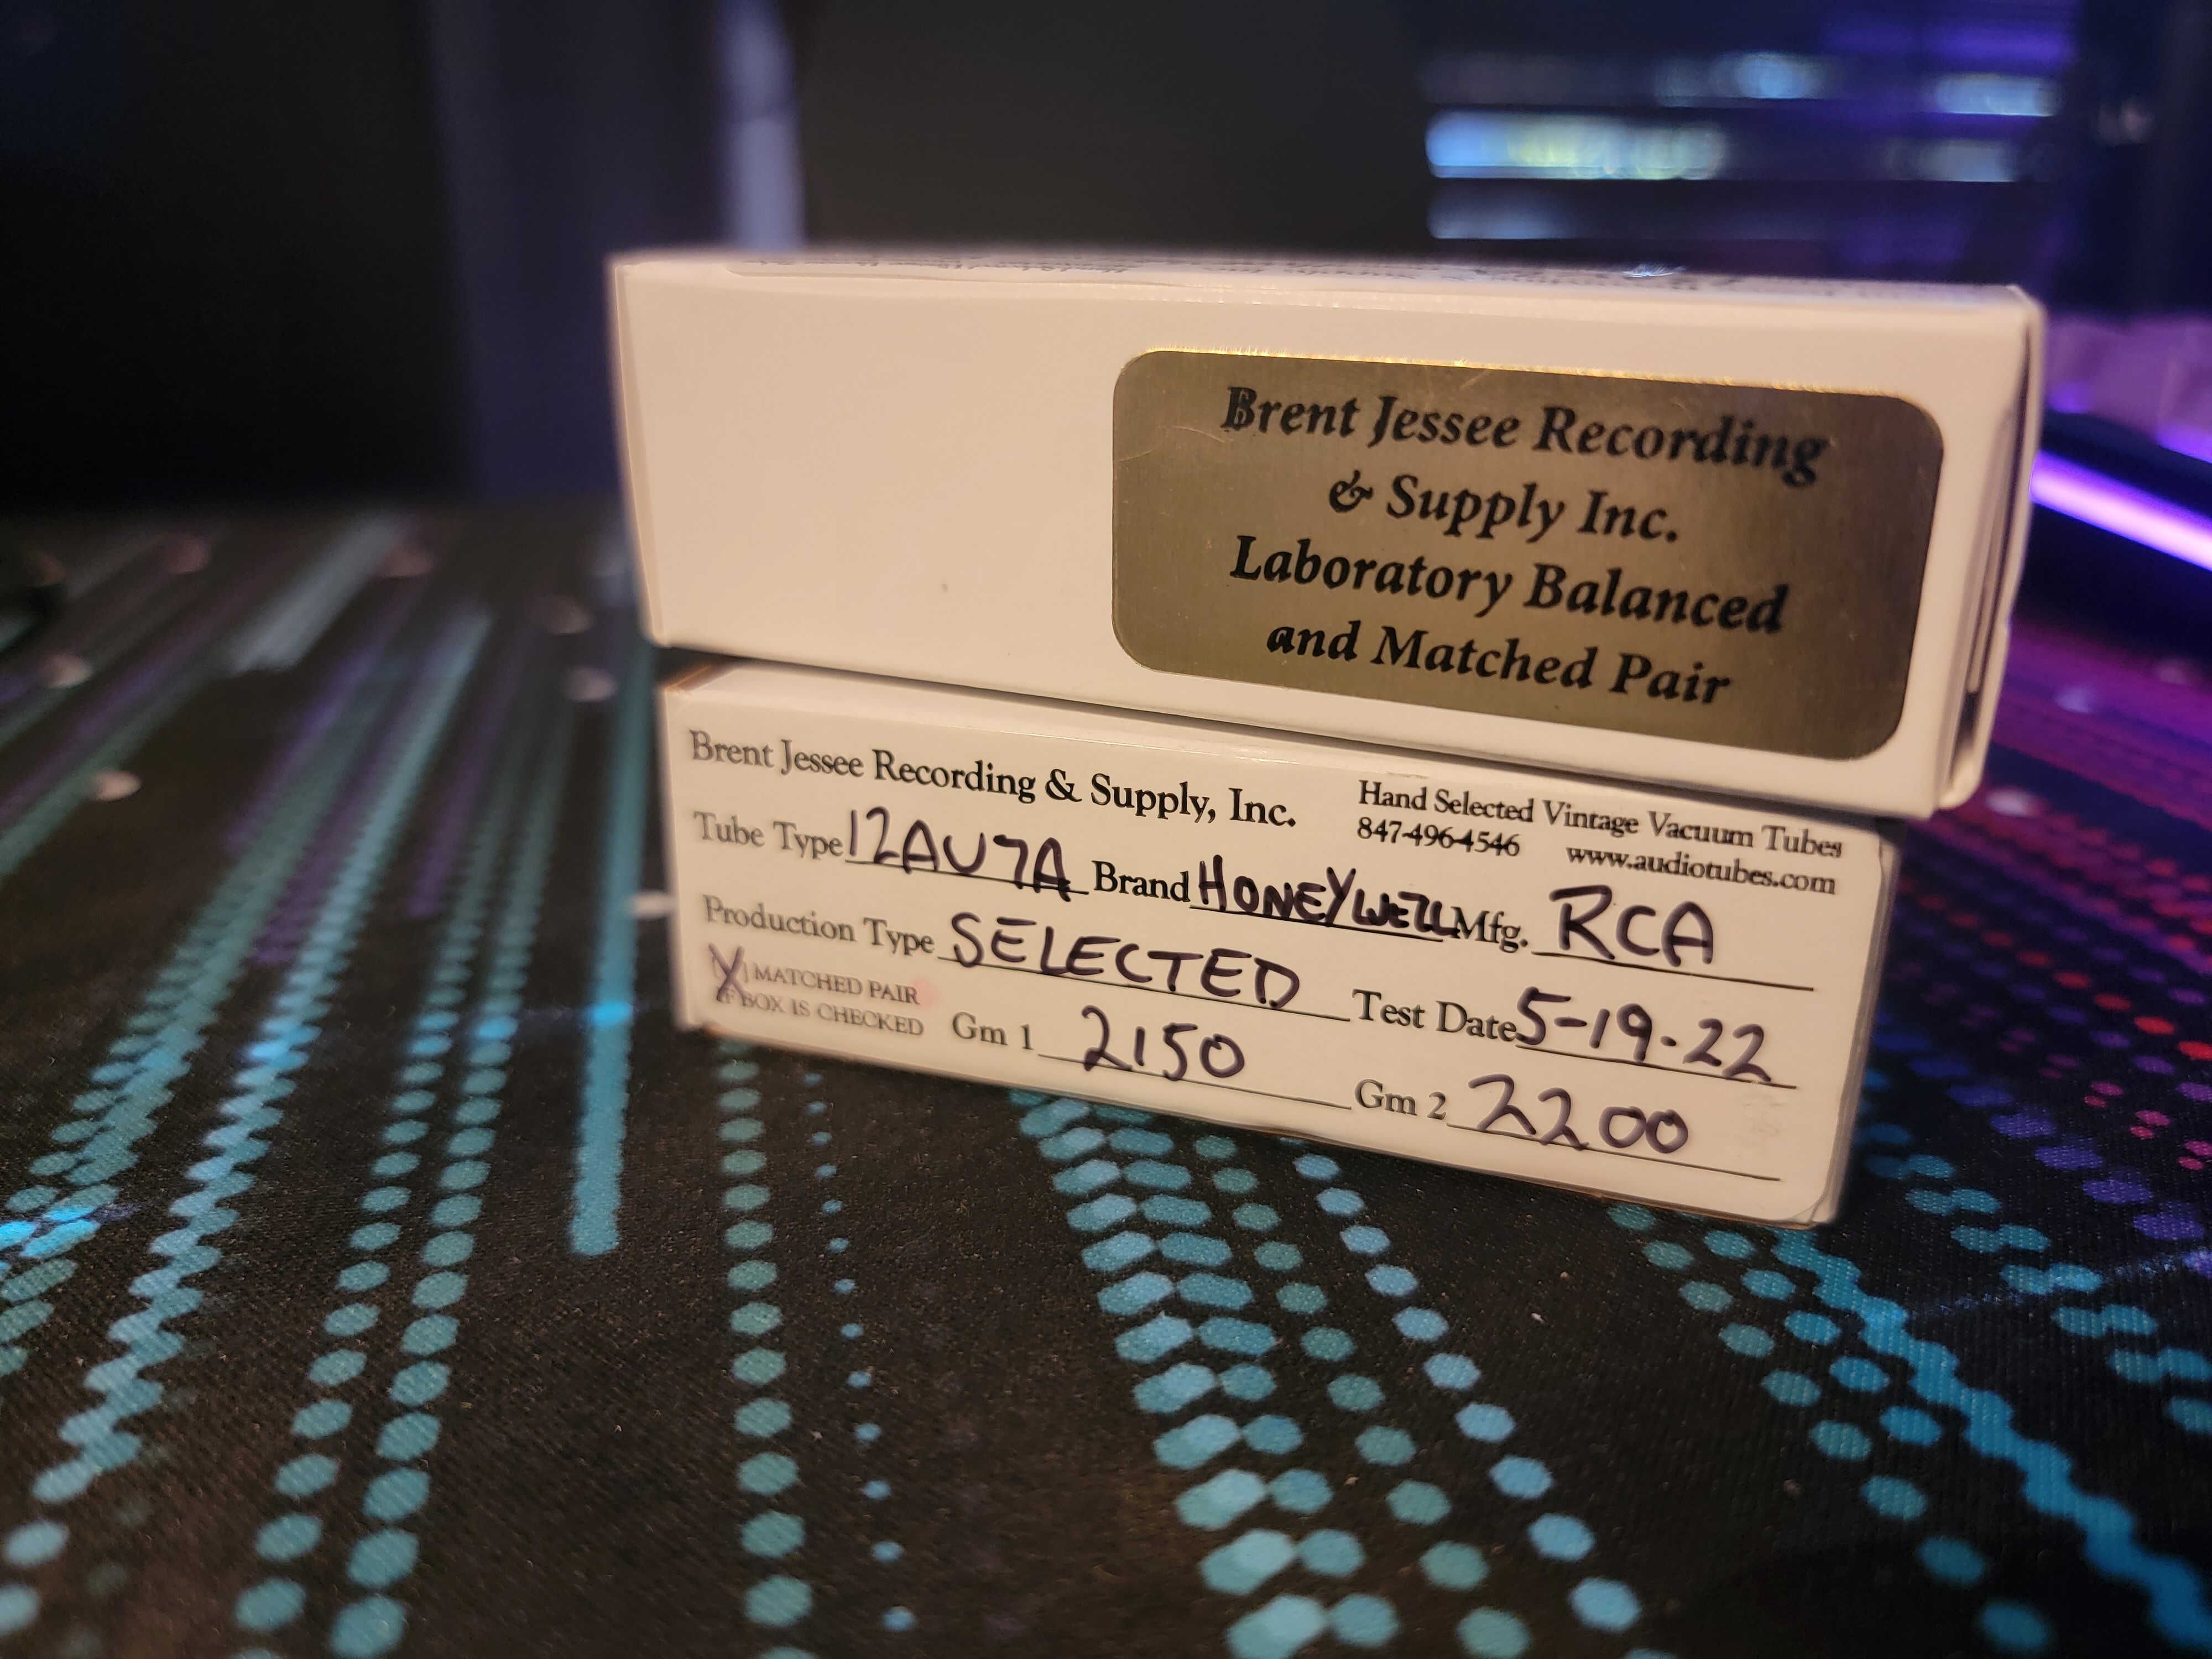 Brent Jessee Recording
& Supply Inc.
Laboratory Balanced
and Matched Pair
Brent Jessee Recording & Supply, Inc.
Hand Selected Vintage Vacuum Tubes
847-496-4546 www.audiotubes.com
Tube Type 12AU7A Brand HONEYWELL Mfg. RCA
Production Type SELECTED Test Date 5-19-22
[X] MATCHED PAIR
IF BOX IS CHECKED
Gm 1 2150 Gm 2 2200